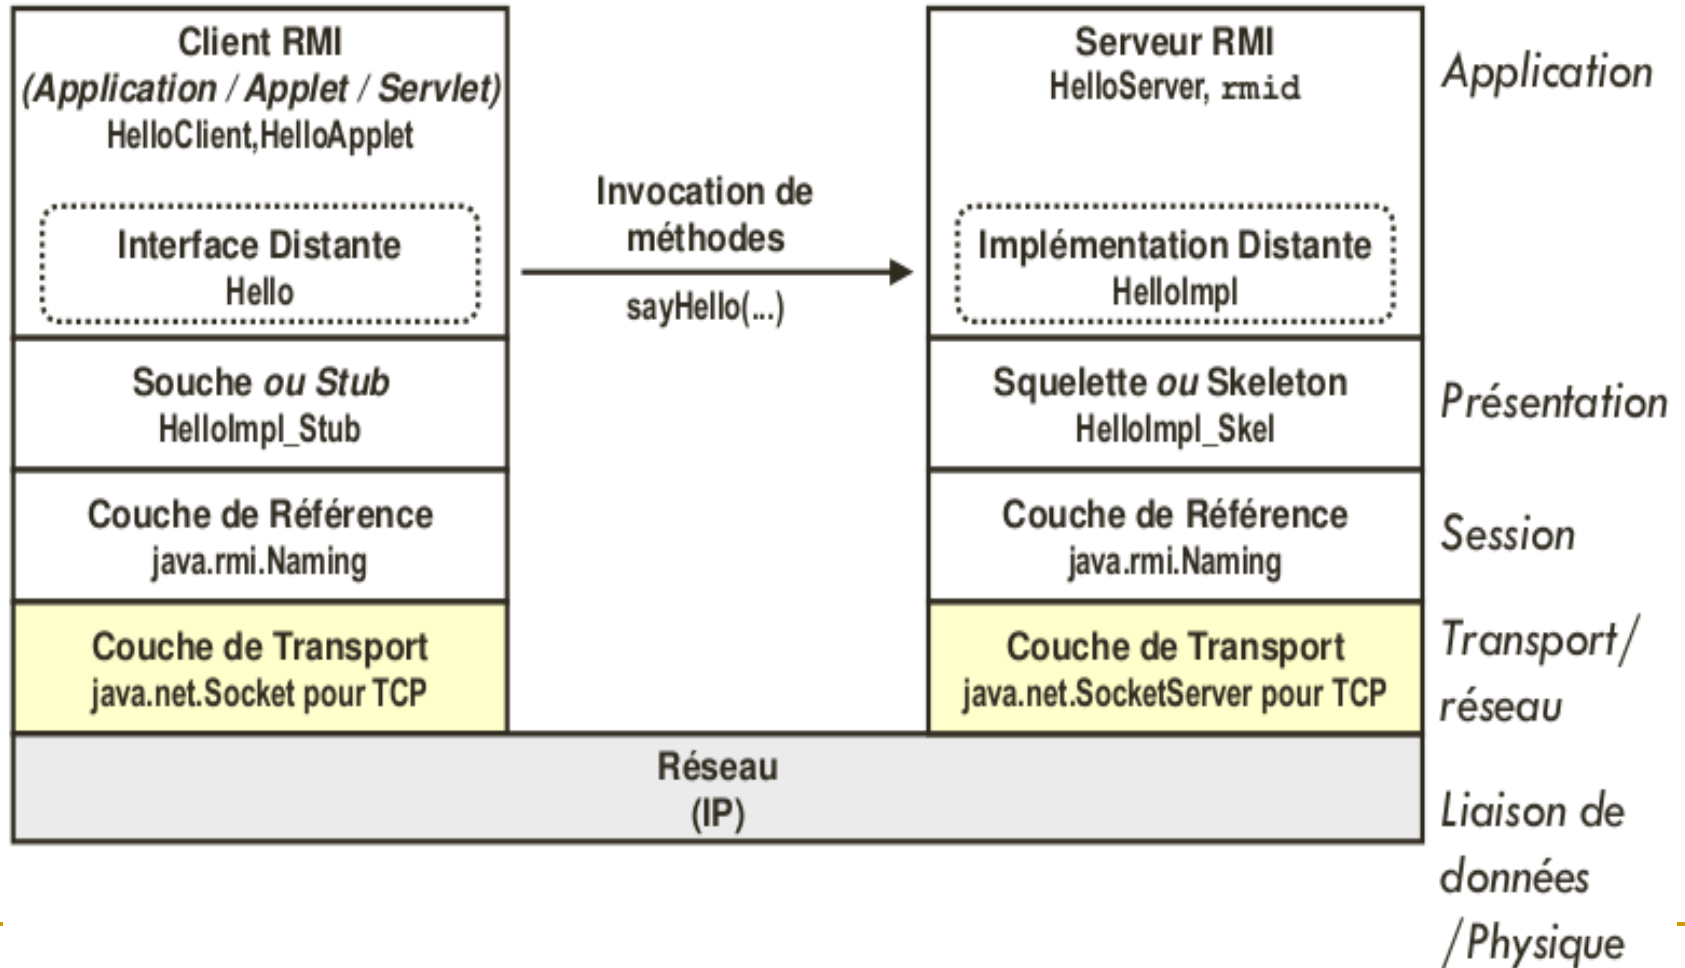 Client RMI
(Application / Applet / Servlet)
HelloClient,HelloApplet
Interface Distante
Hello
Souche ou Stub
HelloImpl_Stub
Couche de Référence
java.rmi.Naming
Couche de Transport
java.net.Socket pour TCP
Invocation de
méthodes
sayHello(...)
Serveur RMI
HelloServer, rmid
Implémentation Distante
HelloImpl
Squelette ou Skeleton
HelloImpl_Skel
Couche de Référence
java.rmi.Naming
Couche de Transport
java.net.SocketServer pour TCP
Réseau
(IP)
Application
Présentation
Session
Transport/
réseau
Liaison de
données
/Physique